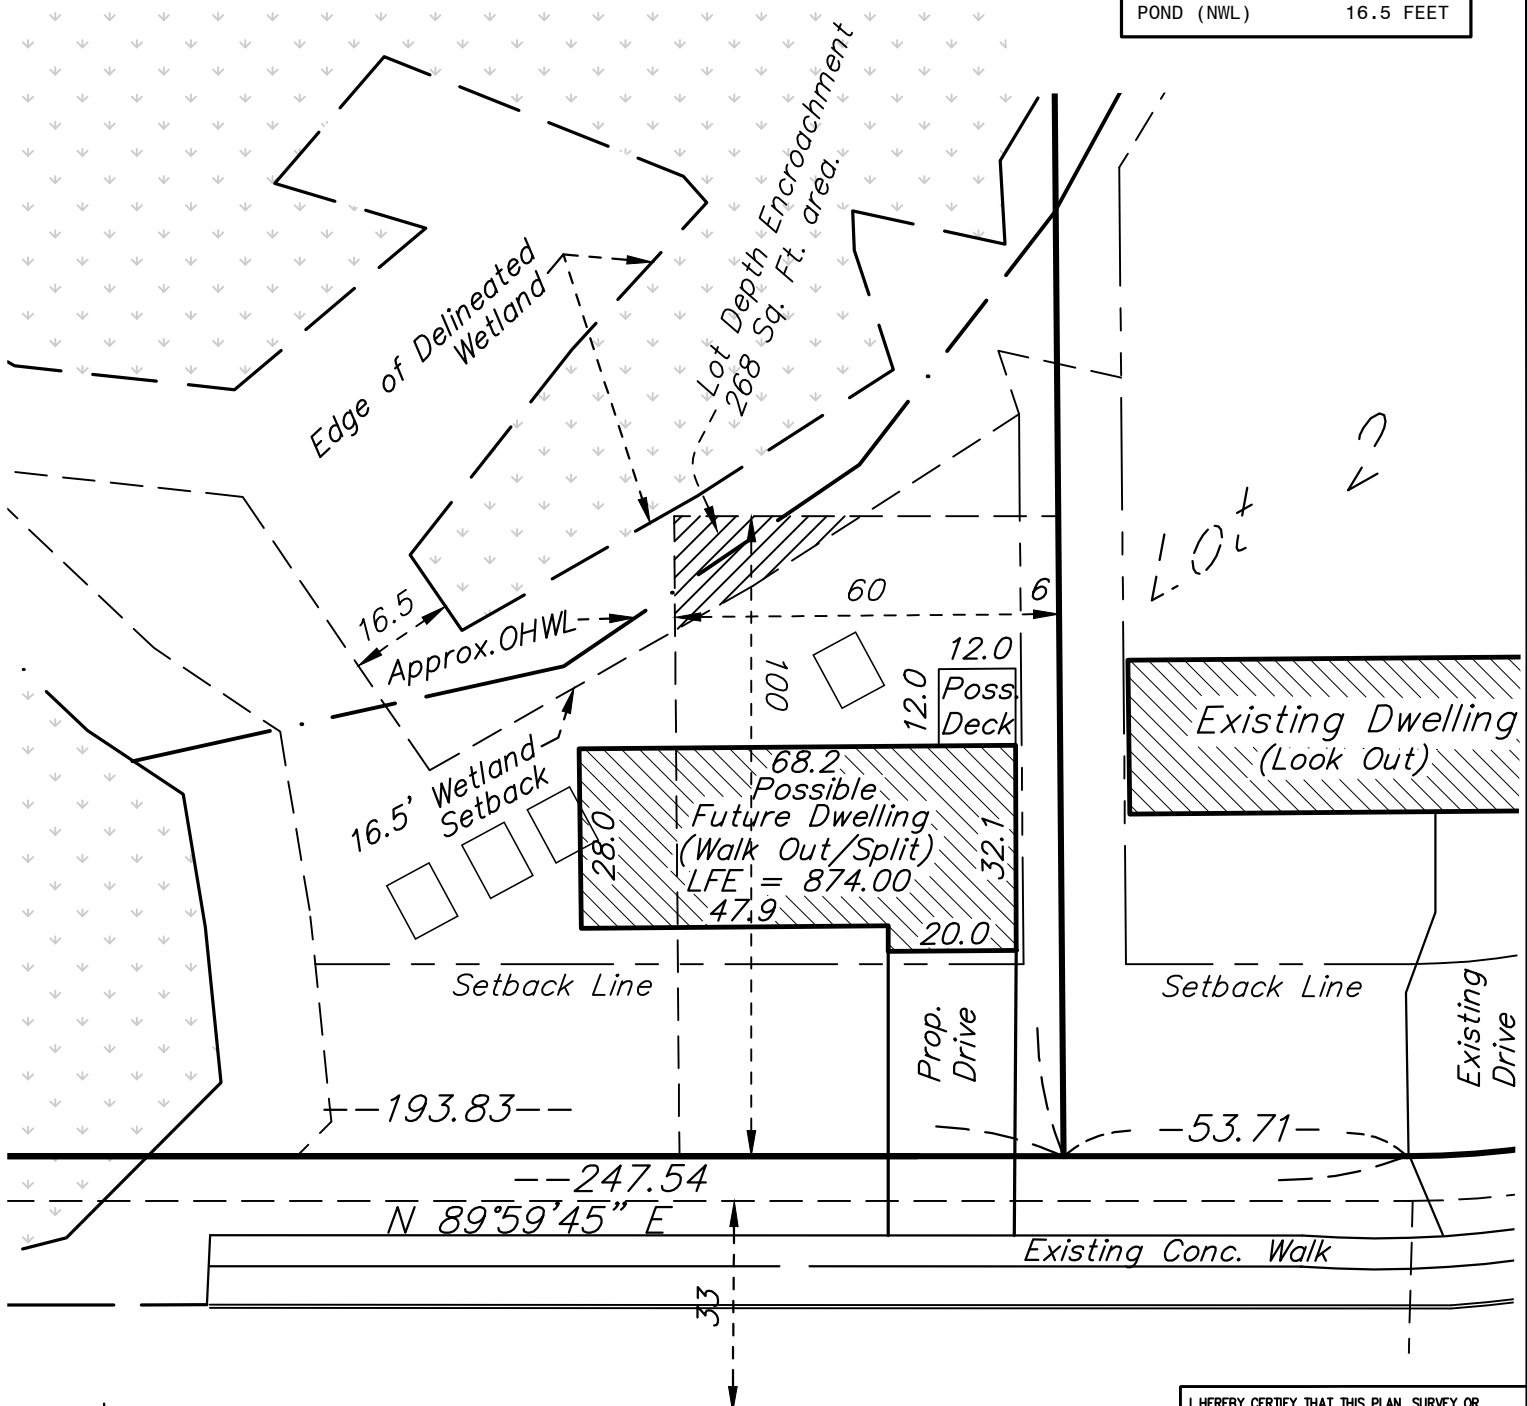 POND (NWL) 16.5 FEET
Lot Depth Encroachment
268 Sq. Ft. area.
Edge of Delineated
Wetland
Lot 2
16.5
Approx. OHWL
60
6
100
12.0
12.0
Poss.
Deck
16.5' Wetland
Setback
Existing Dwelling
(Look Out)
68.2
Possible
Future Dwelling
(Walk Out/Split)
LFE = 874.00
28.0
32.1
47.9
20.0
Setback Line
Setback Line
Prop.
Drive
Existing
Drive
--193.83--
-53.71-
--247.54
N 89°59'45" E
Existing Conc. Walk
33
I HEREBY CERTIFY THAT THIS PLAN, SURVEY OR